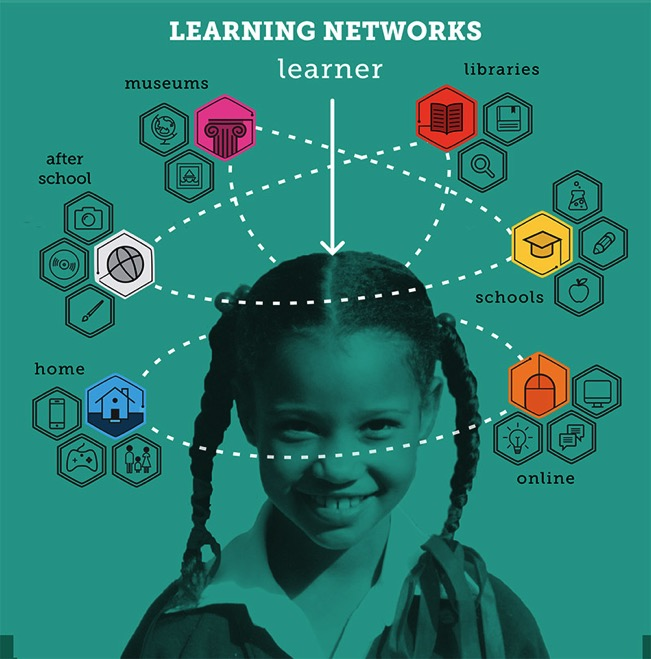 LEARNING NETWORKS
learner
museums
libraries
after
school
schools
home
online